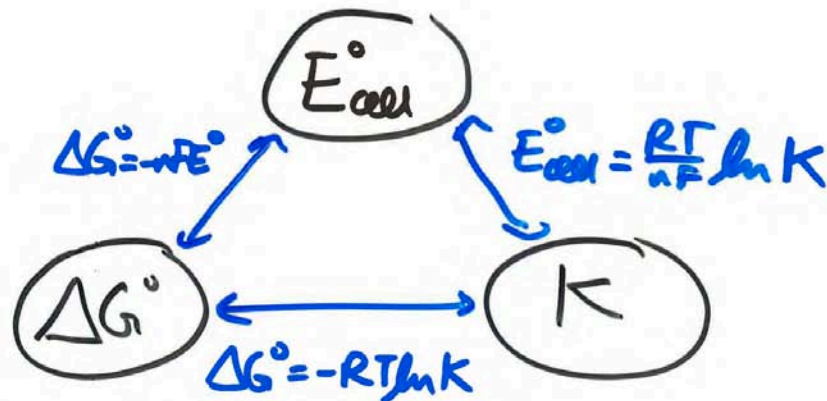 E°cell
ΔG°=-nFE°
E°cell = RT/nF ln K
ΔG°
K
ΔG°=-RT ln K